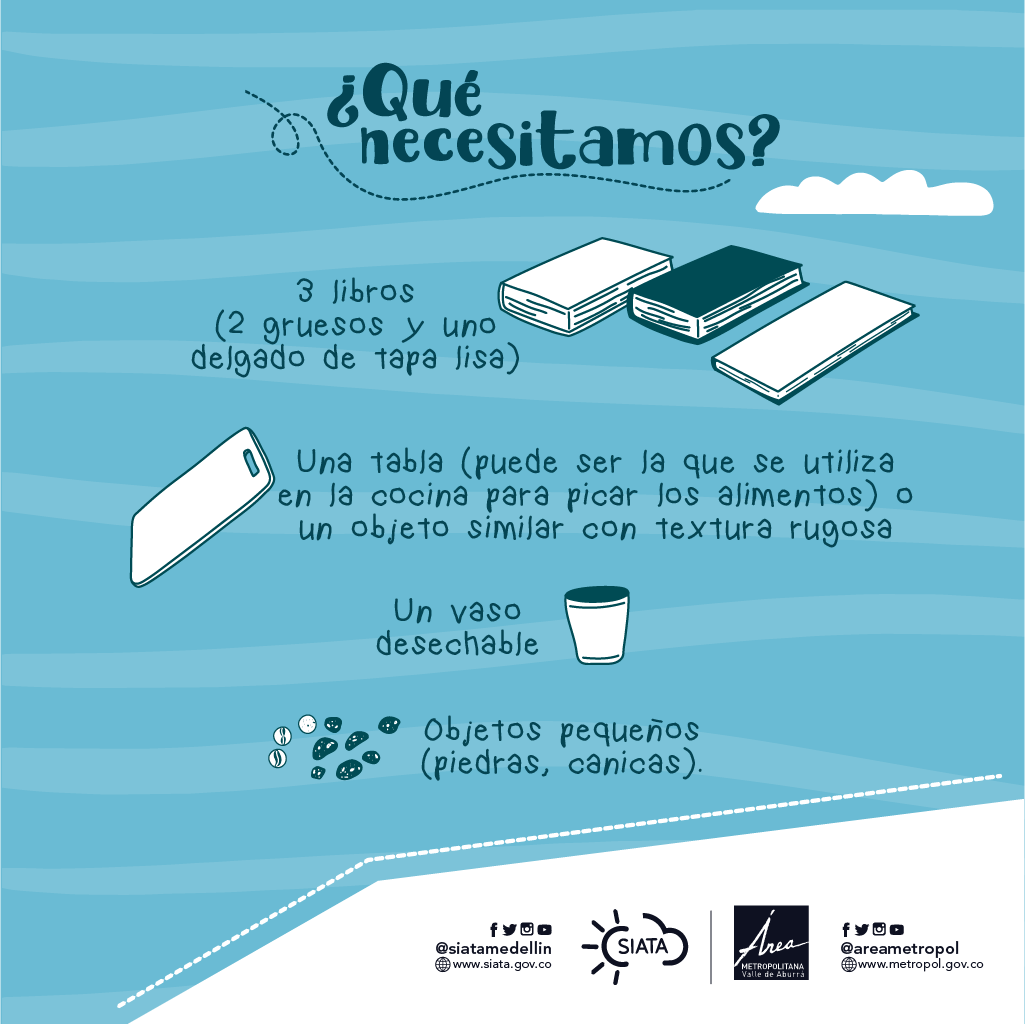 ¿Qué
necesitamos?
3 libros
(2 gruesos y uno
delgado de tapa lisa)
Una tabla (puede ser la que se utiliza
en la cocina para picar los alimentos) o
un objeto similar con textura rugosa
Un vaso
desechable
Objetos pequeños
(piedras, canicas).
@siatamedellin
www.siata.gov.co
SIATA
Área
METROPOLITANA
Valle de Aburrá
@areametropol
www.metropol.gov.co